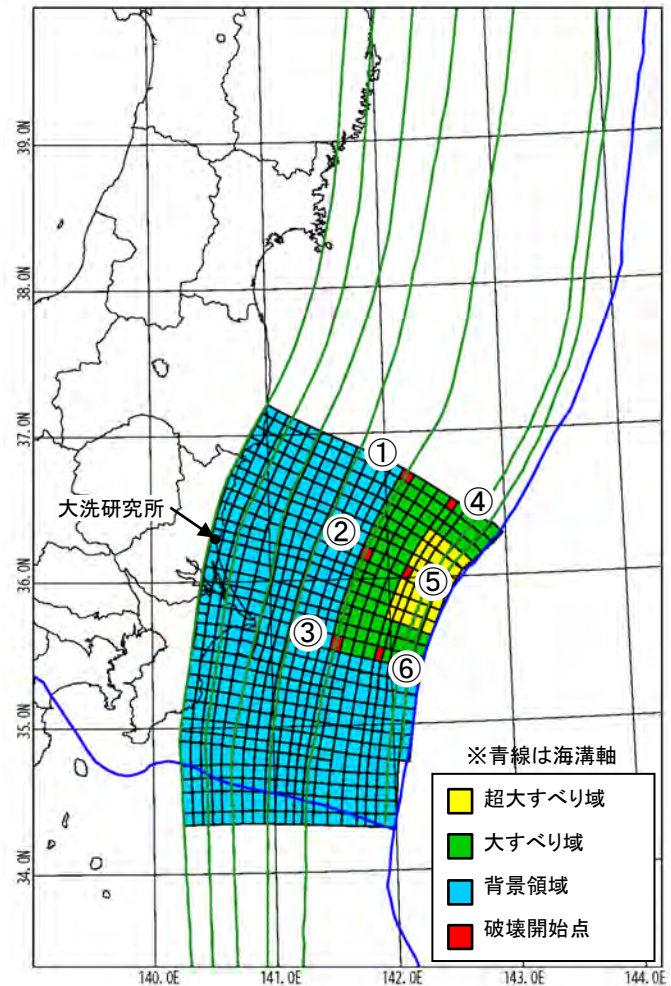 39.0N
38.0N
37.0N
36.0N
35.0N
34.0N
①
②
③
④
⑤
⑥
大洗研究所
※青線は海溝軸
超大すべり域
大すべり域
背景領域
破壊開始点
140.0E
141.0E
142.0E
143.0E
144.0E